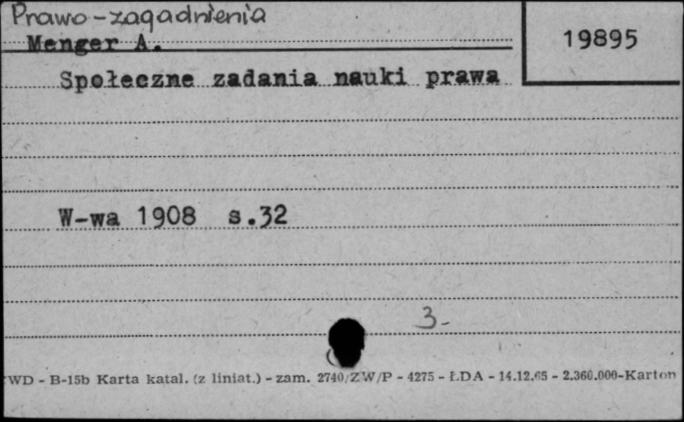 Prawo-zagadnienia
Menger A.
19895
Społeczne zadania nauki prawa
W-wa 1908 s.32
3-
WD - B-15b Karta katal. (z liniat.) - zam. 2740/ZW/P - 4275 - ŁDA - 14.12.65 - 2.360.000-Karton